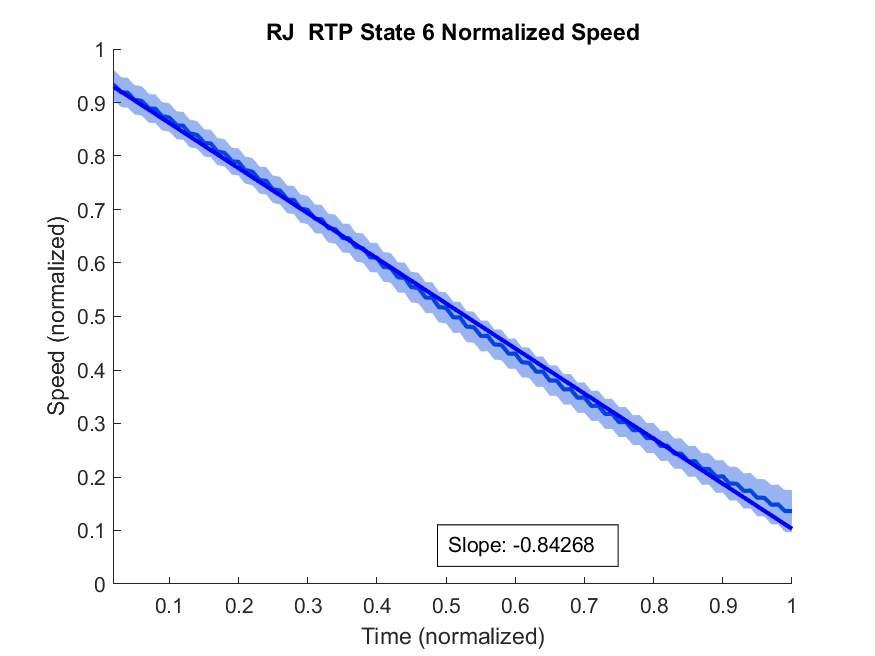 RJ  RTP State 6 Normalized Speed
1
0.9
0.8
0.7
0.6
0.5
0.4
0.3
0.2
0.1
0
Speed (normalized)
Slope: -0.84268
0.1 0.2 0.3 0.4 0.5 0.6 0.7 0.8 0.9 1
Time (normalized)